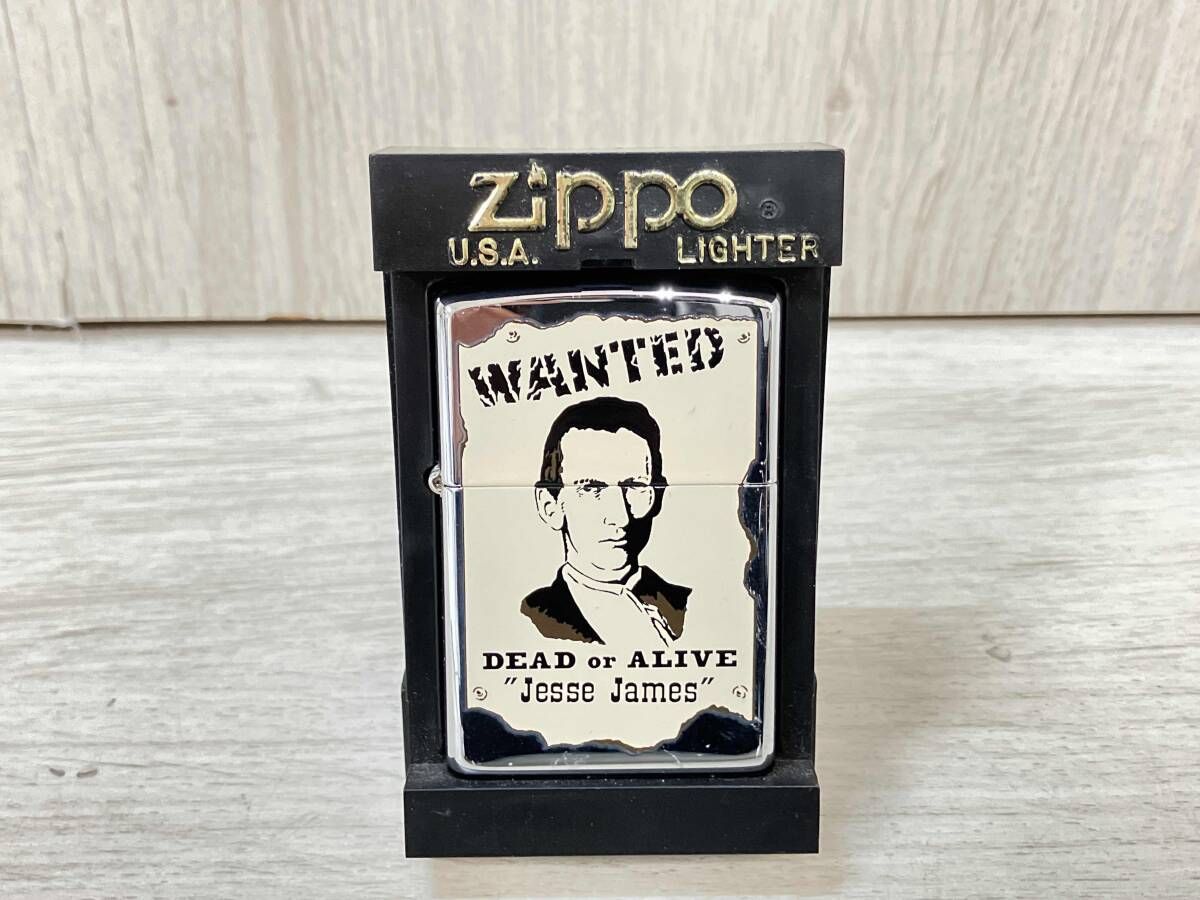 Zippo ®
U.S.A. LIGHTER
WANTED
DEAD or ALIVE
"Jesse James"